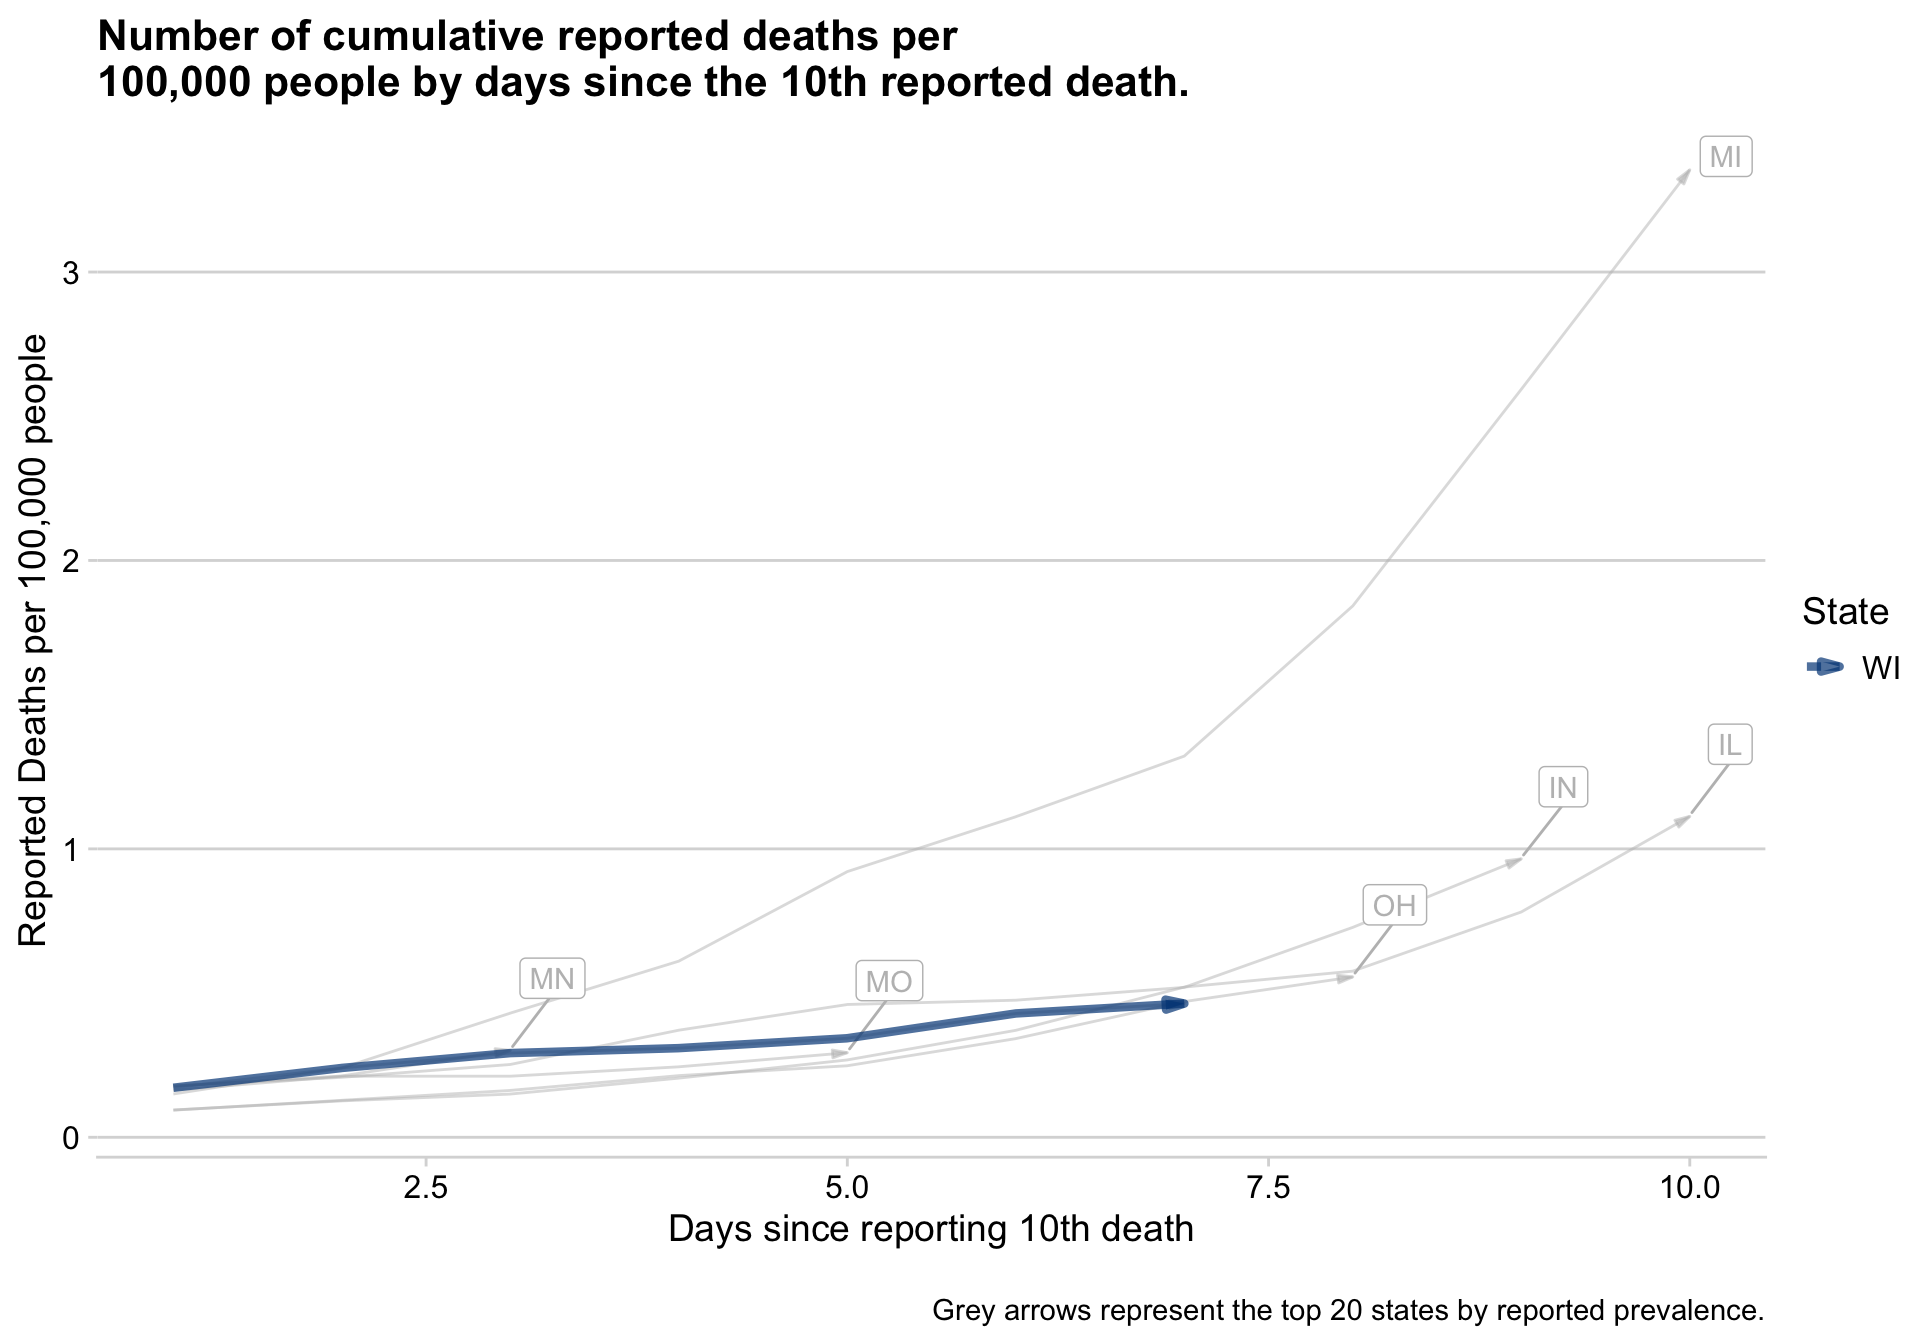 Number of cumulative reported deaths per
100,000 people by days since the 10th reported death.
MI
3
Reported Deaths per 100,000 people
2
State
WI
IL
IN
1
OH
MN
MO
0
2.5
5.0
7.5
10.0
Days since reporting 10th death
Grey arrows represent the top 20 states by reported prevalence.